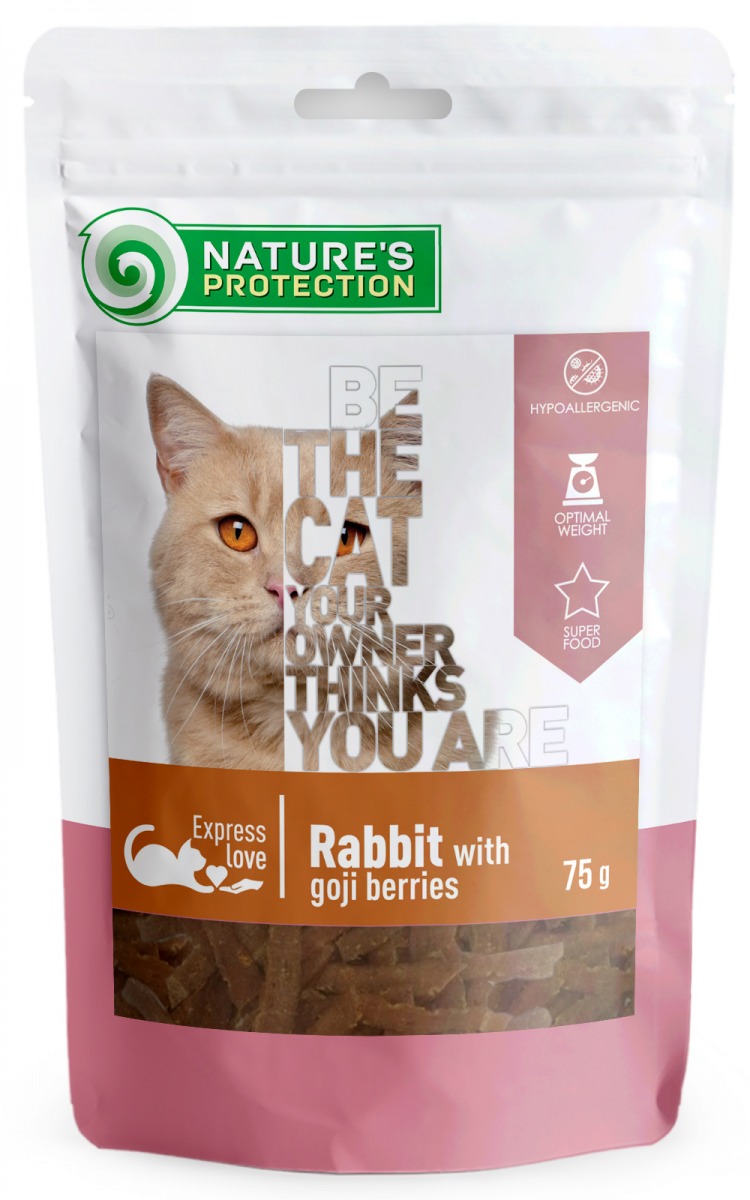 NATURE'S
PROTECTION
BE
THE
CAT
YOUR
OWNER
THINKS
YOU ARE
HYPOALLERGENIC
OPTIMAL
WEIGHT
SUPER
FOOD
Express
love
Rabbit with
goji berries
75 g